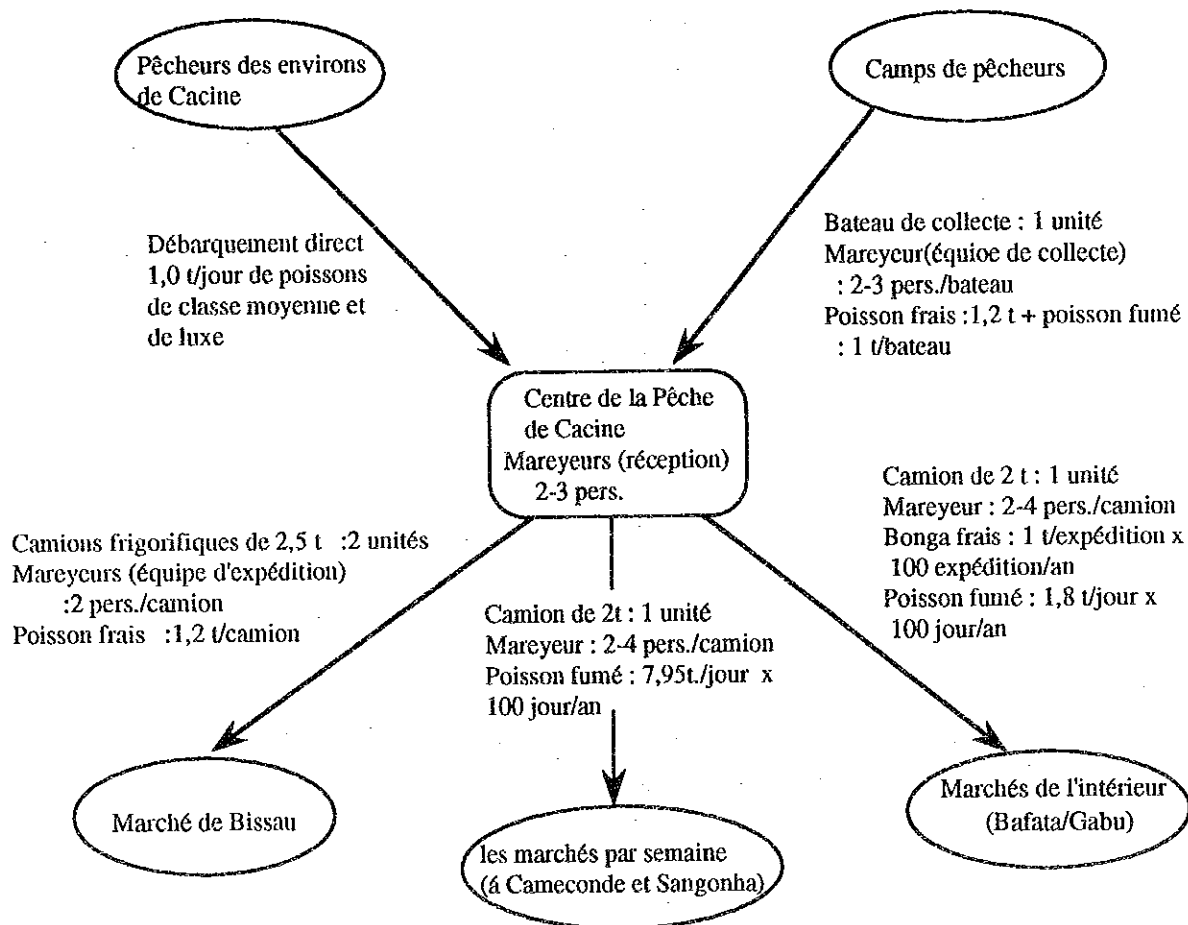 Pêcheurs des environs
de Cacine
Camps de pêcheurs
Débarquement direct
1,0 t/jour de poissons
de classe moyenne et
de luxe
Bateau de collecte : 1 unité
Mareyeur(équioe de collecte)
: 2-3 pers./bateau
Poisson frais :1,2 t + poisson fumé
: 1 t/bateau
Centre de la Pêche
de Cacine
Mareyeurs (réception)
2-3 pers.
Camions frigorifiques de 2,5 t :2 unités
Mareyeurs (équipe d'expédition)
:2 pers./camion
Poisson frais :1,2 t/camion
Camion de 2t : 1 unité
Mareyeur : 2-4 pers./camion
Poisson fumé : 7,95t./jour x
100 jour/an
Camion de 2 t : 1 unité
Mareyeur : 2-4 pers./camion
Bonga frais : 1 t/expédition x
100 expédition/an
Poisson fumé : 1,8 t/jour x
100 jour/an
Marché de Bissau
les marchés par semaine
(á Cameconde et Sangonha)
Marchés de l'intérieur
(Bafata/Gabu)